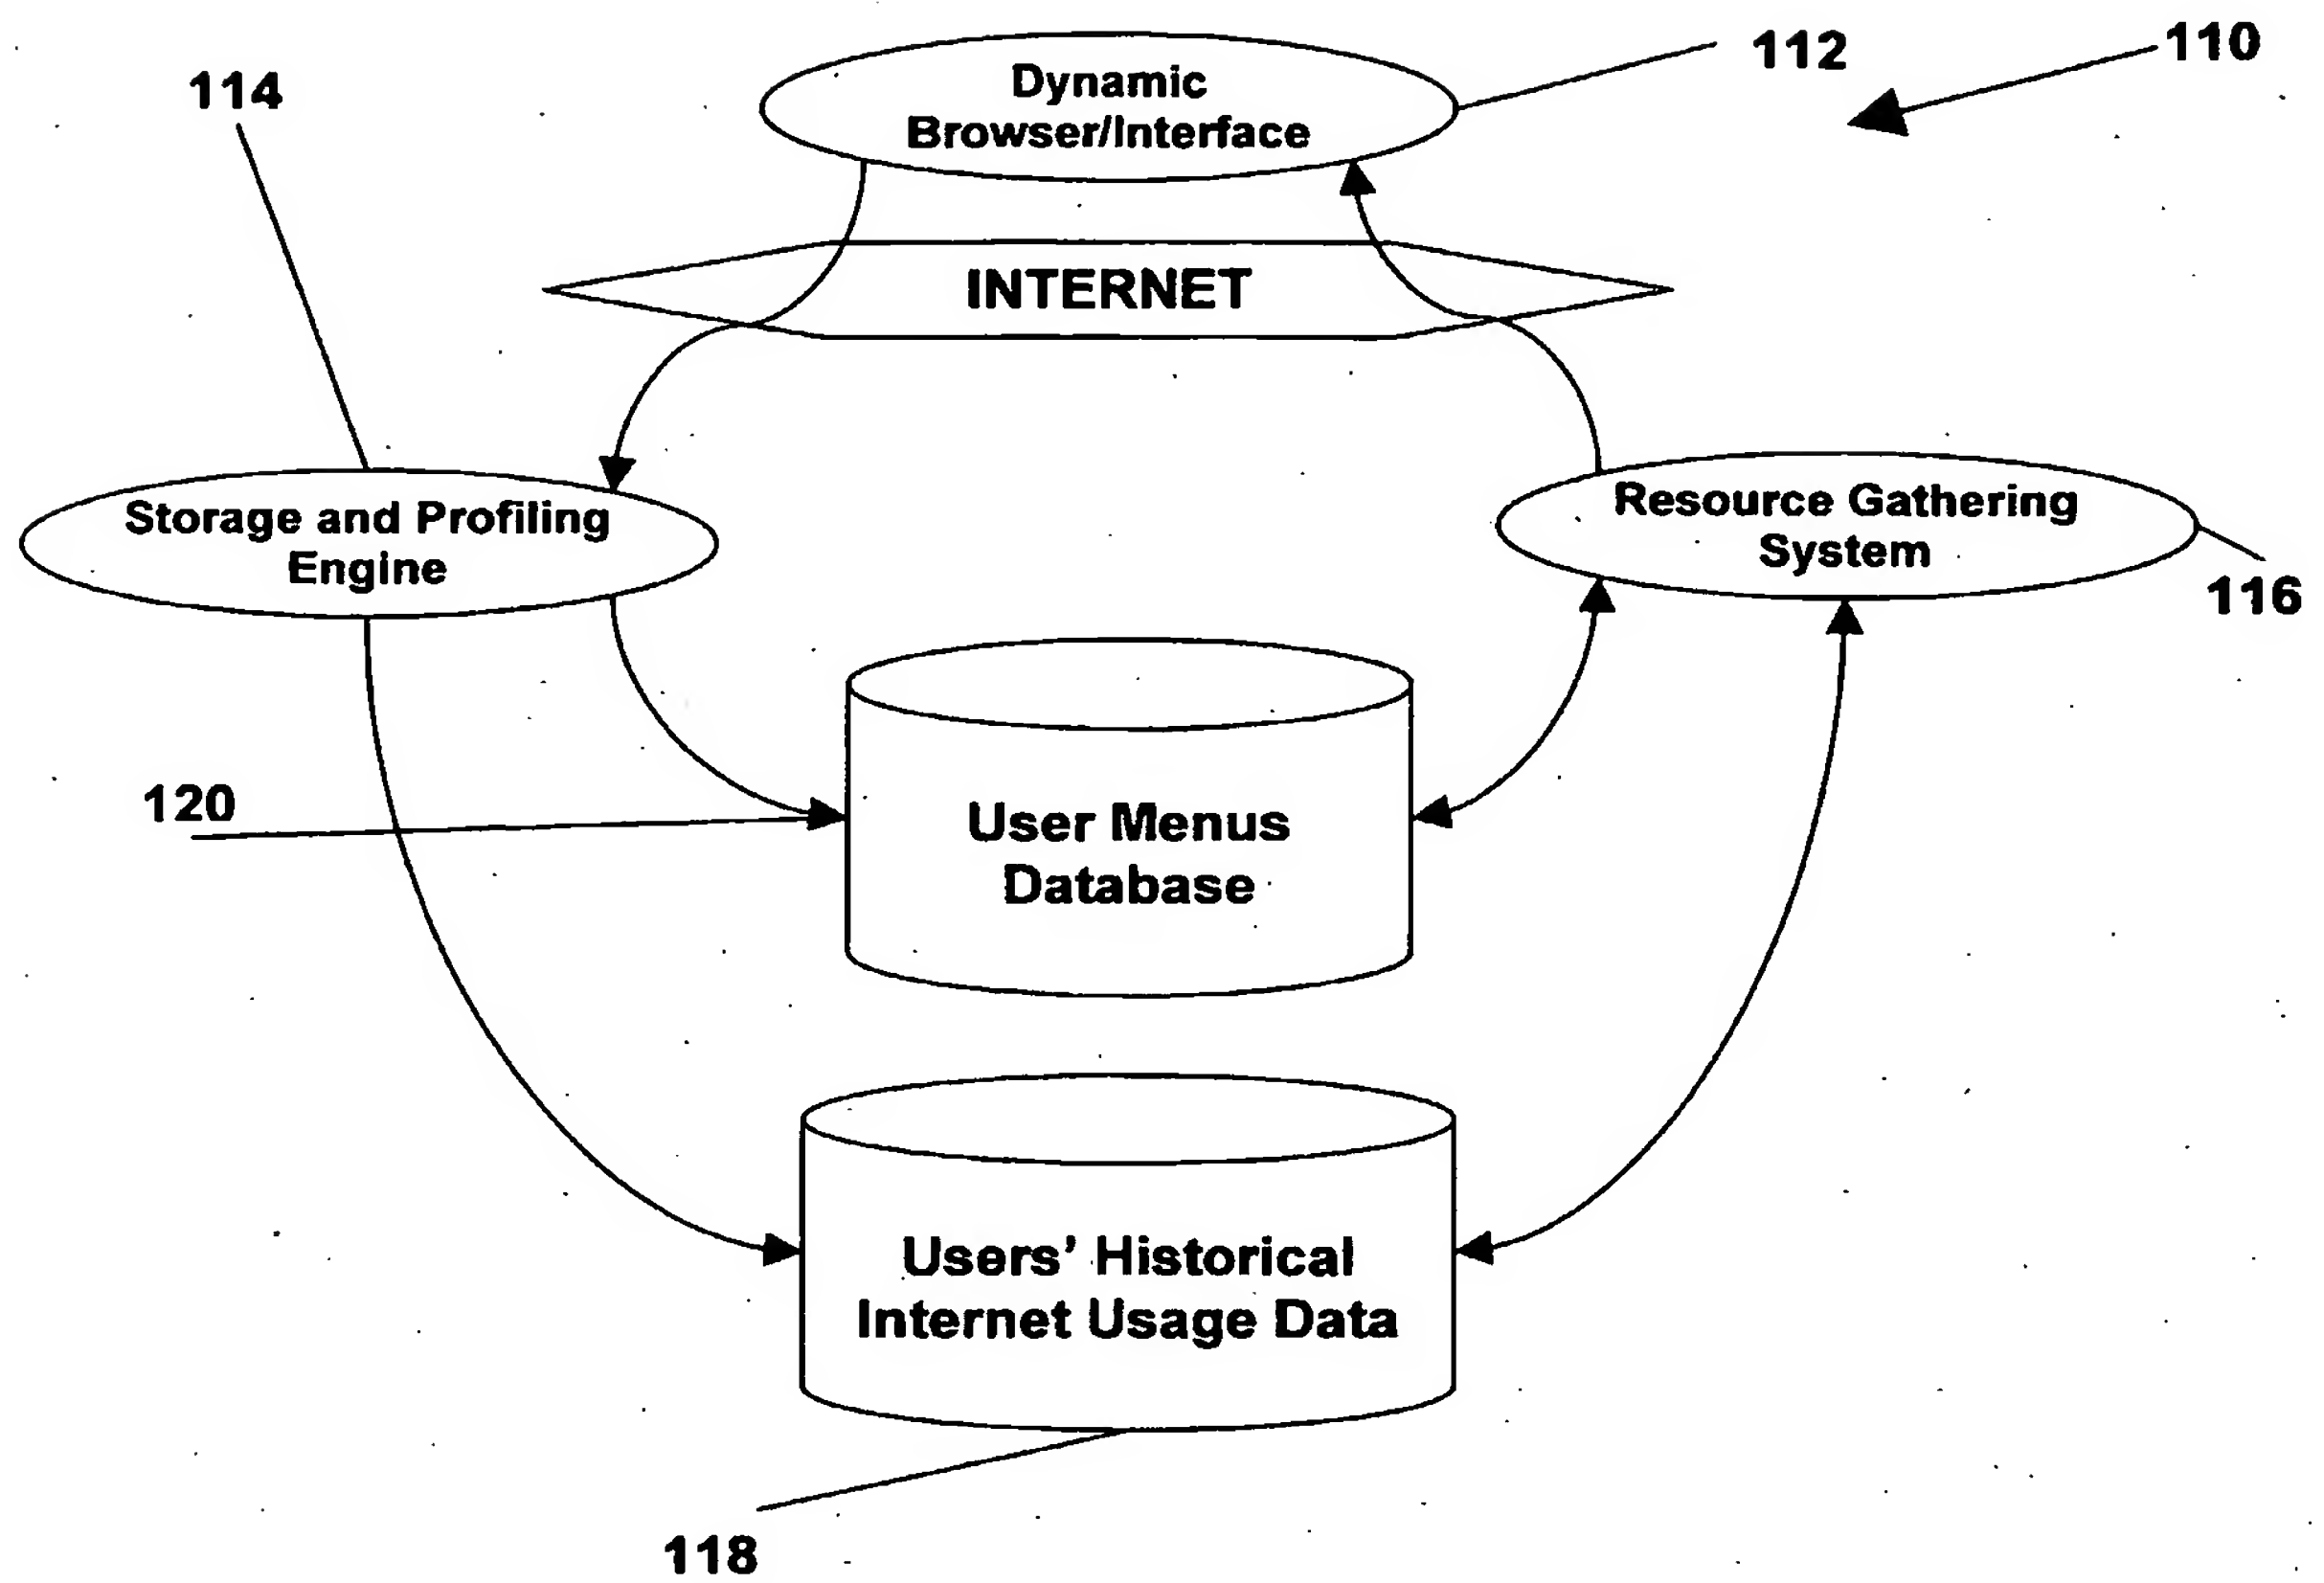 110
112
Dynamic
Browser/Interface
114
INTERNET
Storage and Profiling
Engine
Resource Gathering
System
116
120
User Menus
Database
Users' Historical
Internet Usage Data
118